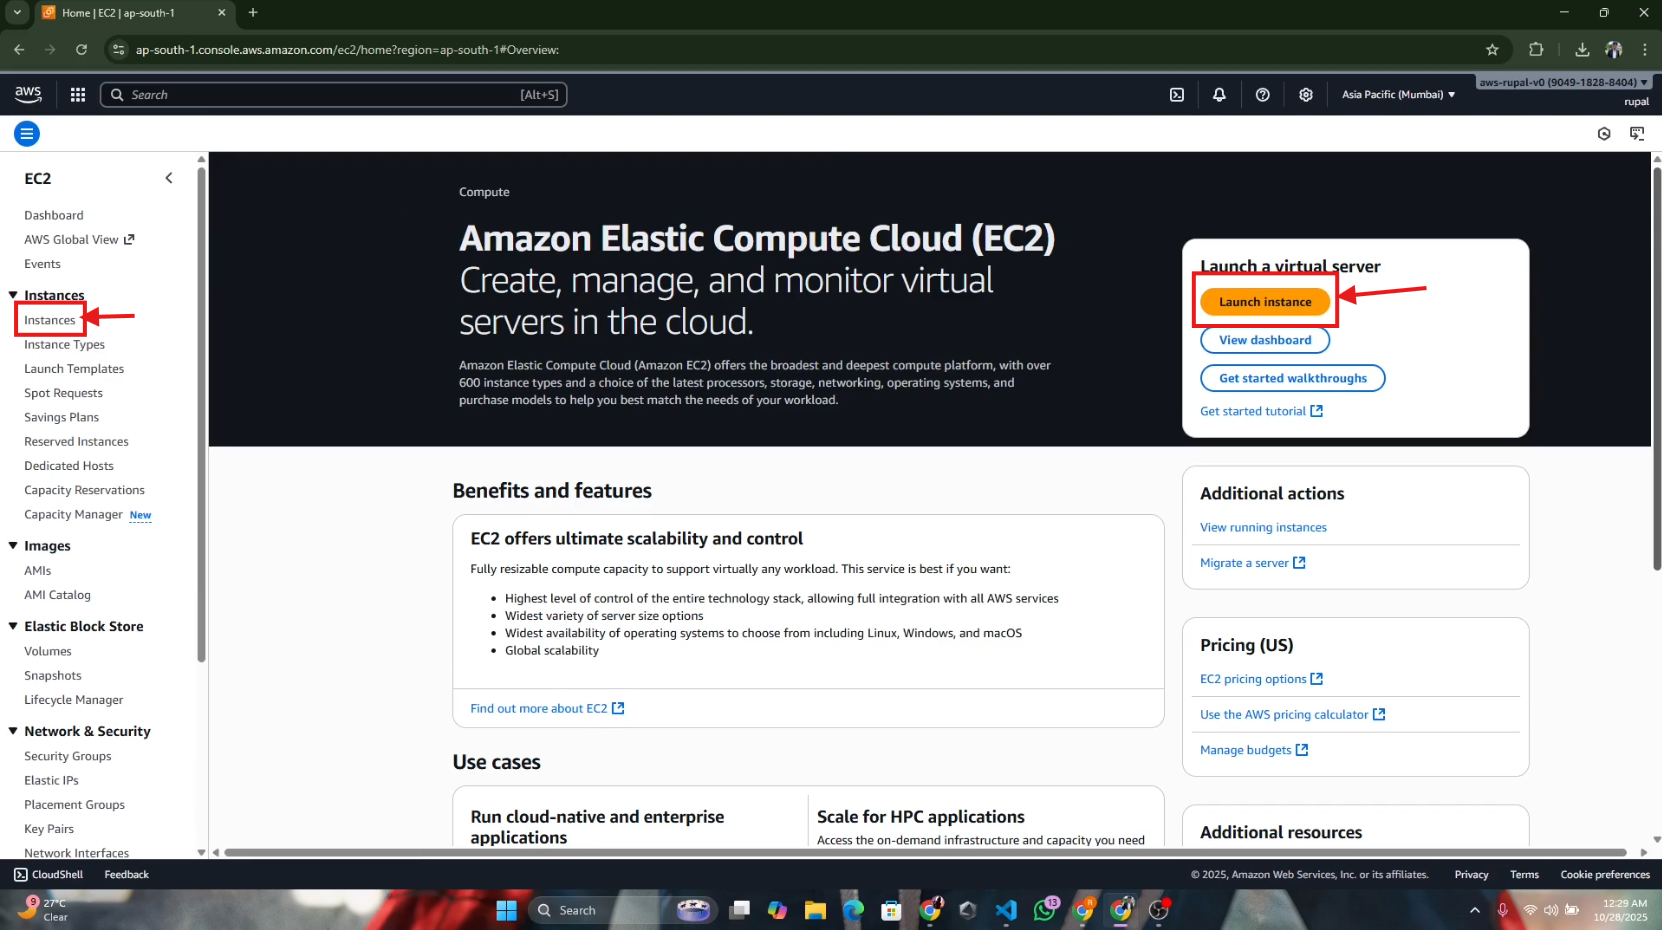 Home | EC2 | ap-south-1
ap-south-1.console.aws.amazon.com/ec2/home?region=ap-south-1#Overview:
aws
Search
[Alt+S]
Asia Pacific (Mumbai)
aws-rupal-v0 (9049-1828-8404)
rupal
EC2
Dashboard
AWS Global View
Events
Instances
Instances
Instance Types
Launch Templates
Spot Requests
Savings Plans
Reserved Instances
Dedicated Hosts
Capacity Reservations
Capacity Manager New
Images
AMIs
AMI Catalog
Elastic Block Store
Volumes
Snapshots
Lifecycle Manager
Network & Security
Security Groups
Elastic IPs
Placement Groups
Key Pairs
Network Interfaces
Compute
Amazon Elastic Compute Cloud (EC2)
Create, manage, and monitor virtual
servers in the cloud.
Amazon Elastic Compute Cloud (Amazon EC2) offers the broadest and deepest compute platform, with over
600 instance types and a choice of the latest processors, storage, networking, operating systems, and
purchase models to help you best match the needs of your workload.
Launch a virtual server
Launch instance
View dashboard
Get started walkthroughs
Get started tutorial
Benefits and features
EC2 offers ultimate scalability and control
Fully resizable compute capacity to support virtually any workload. This service is best if you want:
• Highest level of control of the entire technology stack, allowing full integration with all AWS services
• Widest variety of server size options
• Widest availability of operating systems to choose from including Linux, Windows, and macOS
• Global scalability
Find out more about EC2
Use cases
Run cloud-native and enterprise
applications
Scale for HPC applications
Access the on-demand infrastructure and capacity you need
Additional actions
View running instances
Migrate a server
Pricing (US)
EC2 pricing options
Use the AWS pricing calculator
Manage budgets
Additional resources
CloudShell
Feedback
© 2025, Amazon Web Services, Inc. or its affiliates.
Privacy
Terms
Cookie preferences
9
27°C
Clear
Search
13
R
12:29 AM
10/28/2025